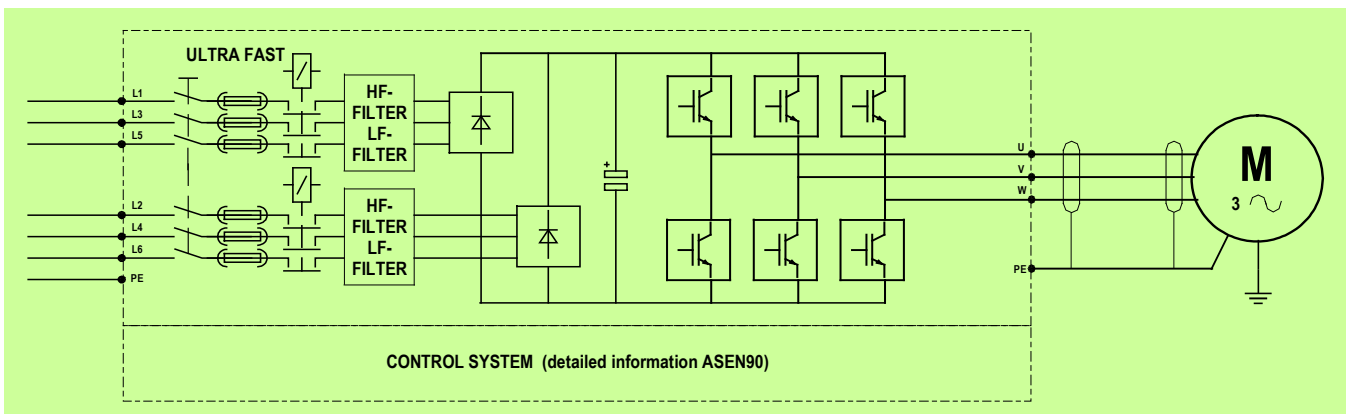 ULTRA FAST
L1
L3
L5
HF-
FILTER
LF-
FILTER
L2
L4
L6
PE
HF-
FILTER
LF-
FILTER
+
U
V
W
PE
M
3
CONTROL SYSTEM (detailed information ASEN90)